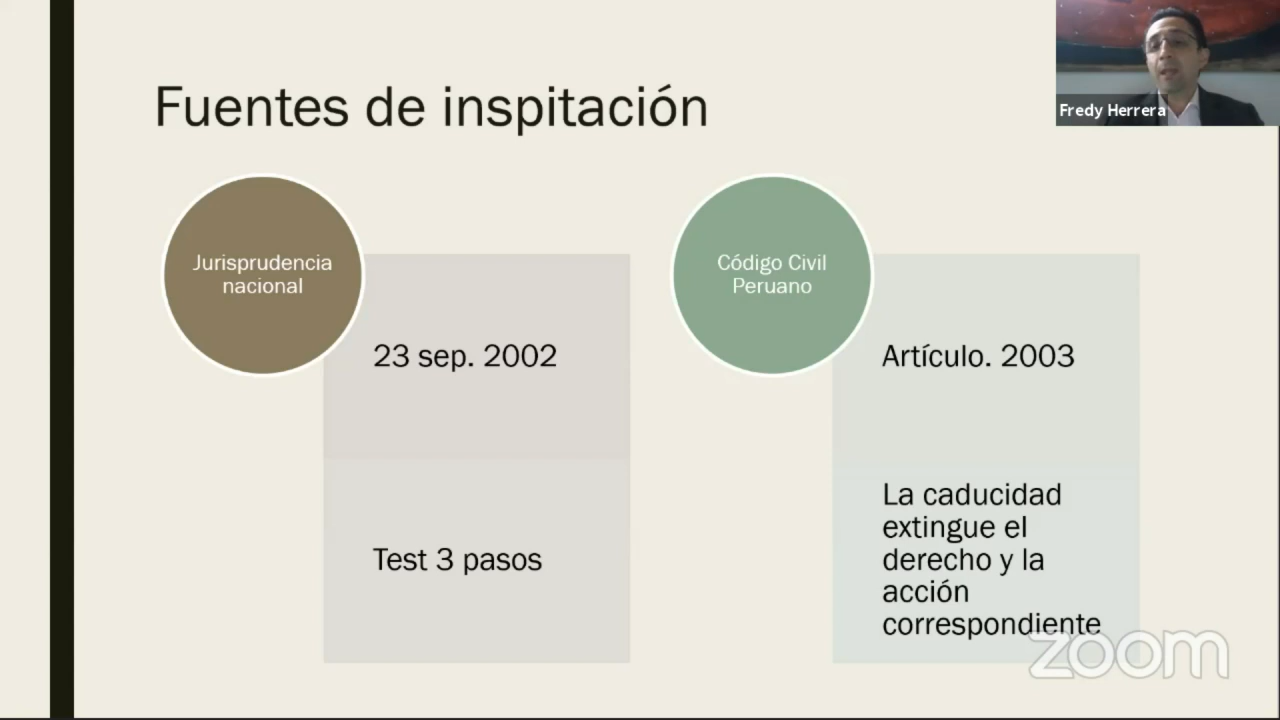 Fuentes de inspitación
Fredy Herrera
Jurisprudencia
nacional
23 sep. 2002
Test 3 pasos
Código Civil
Peruano
Artículo. 2003
La caducidad
extingue el
derecho y la
acción
correspondiente
zoom